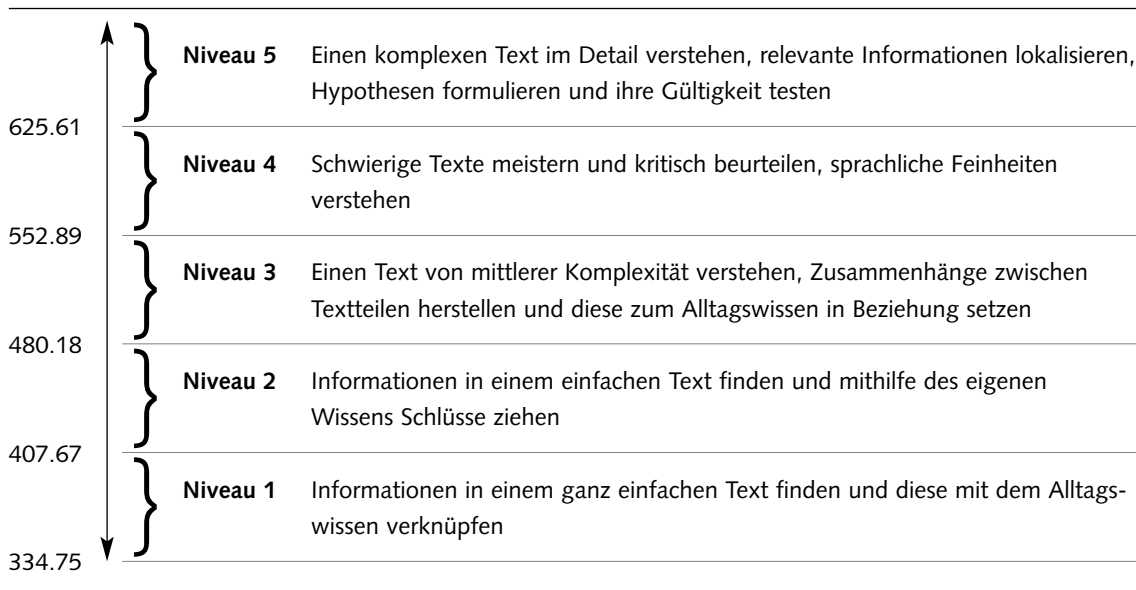 Niveau 5 Einen komplexen Text im Detail verstehen, relevante Informationen lokalisieren,
Hypothesen formulieren und ihre Gültigkeit testen
625.61
Niveau 4 Schwierige Texte meistern und kritisch beurteilen, sprachliche Feinheiten
verstehen
552.89
Niveau 3 Einen Text von mittlerer Komplexität verstehen, Zusammenhänge zwischen
Textteilen herstellen und diese zum Alltagswissen in Beziehung setzen
480.18
Niveau 2 Informationen in einem einfachen Text finden und mithilfe des eigenen
Wissens Schlüsse ziehen
407.67
Niveau 1 Informationen in einem ganz einfachen Text finden und diese mit dem Alltags-
wissen verknüpfen
334.75